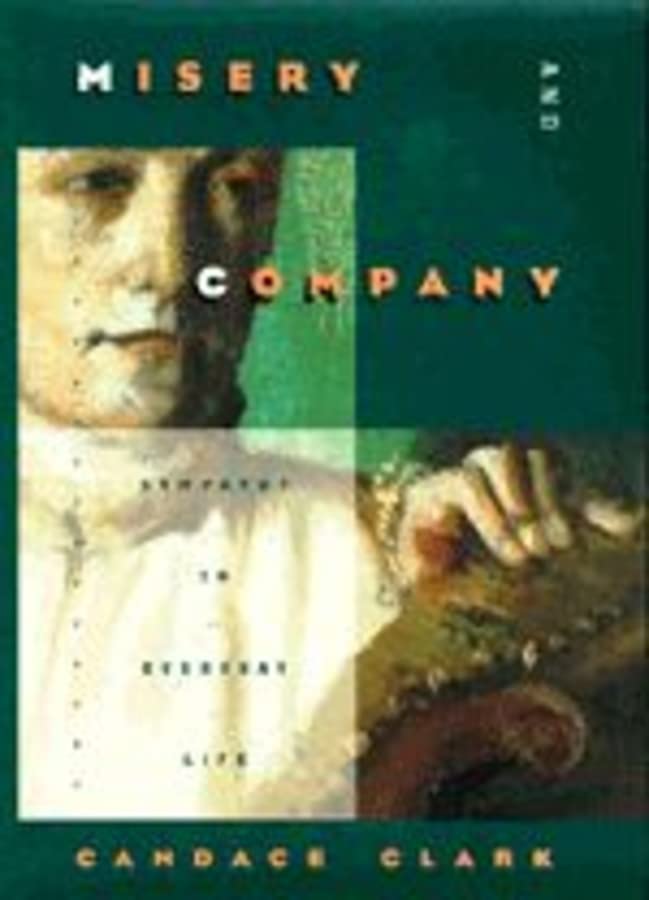 MISERY
AND
COMPANY
SYMPATHY
IN
EVERYDAY
LIFE
CANDACE CLARK